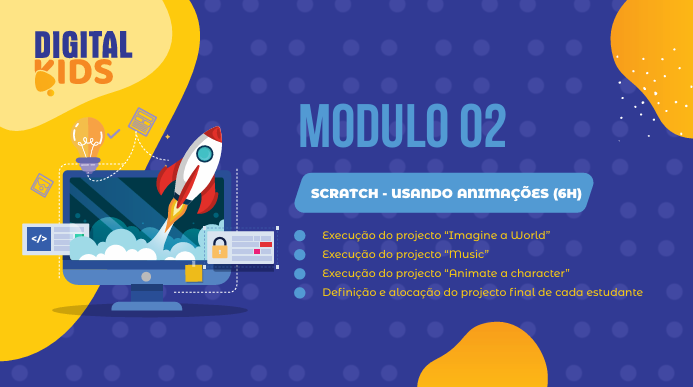 DIGITAL
KIDS
MODULO 02
SCRATCH - USANDO ANIMAÇÕES (6H)
Execução do projecto “Imagine a World”
Execução do projecto “Music”
Execução do projecto “Animate a character”
Definição e alocação do projecto final de cada estudante
</>